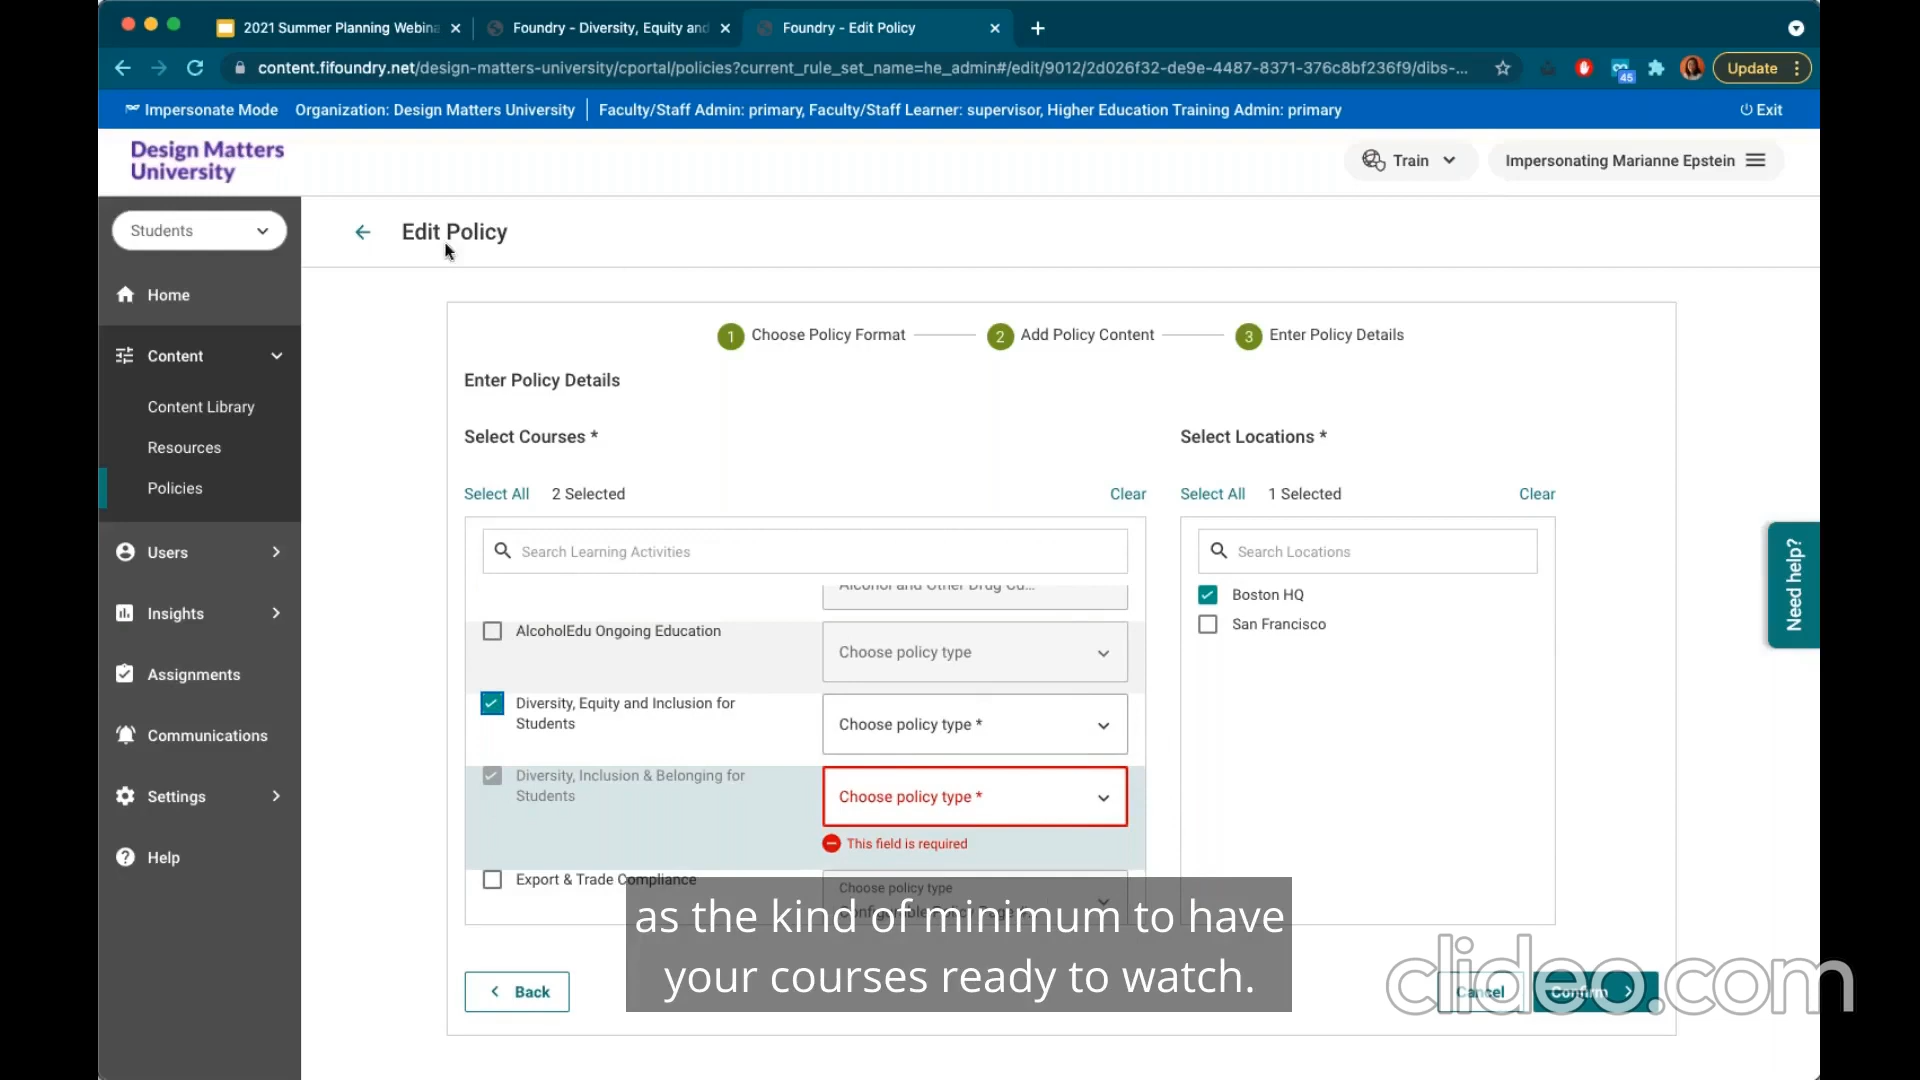 2021 Summer Planning Webina
Foundry - Diversity, Equity and
Foundry - Edit Policy
content.fifoundry.net/design-matters-university/cportal/policies?current_rule_set_name=he_admin#/edit/9012/2d026f32-de9e-4487-8371-376c8bf236f9/dibs-...
45
Update
Impersonate Mode Organization: Design Matters University Faculty/Staff Admin: primary, Faculty/Staff Learner: supervisor, Higher Education Training Admin: primary
Exit
Design Matters
University
Train
Impersonating Marianne Epstein
Students
Edit Policy
Home
Content
Content Library
Resources
Policies
Users
Insights
Assignments
Communications
Settings
Help
1 Choose Policy Format
2 Add Policy Content
3 Enter Policy Details
Enter Policy Details
Select Courses *
Select All 2 Selected Clear
Search Learning Activities
Alcohol and Other Drug Cu...
AlcoholEdu Ongoing Education
Choose policy type
Diversity, Equity and Inclusion for
Students
Choose policy type *
Diversity, Inclusion & Belonging for
Students
Choose policy type *
This field is required
Export & Trade Compliance
Choose policy type
Configurable Policy Page
Select Locations *
Select All 1 Selected Clear
Search Locations
Boston HQ
San Francisco
Need help?
as the kind of minimum to have
your courses ready to watch.
Back
Cancel
Confirm
clideo.com